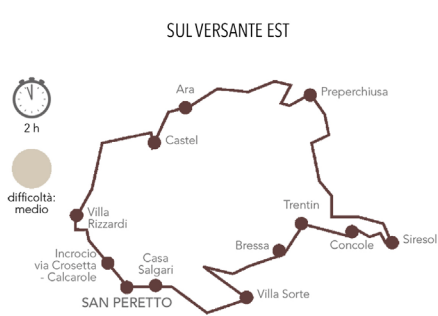 SUL VERSANTE EST
Ara
Preperchiusa
2 h
Castel
difficoltà:
medio
Villa
Rizzardi
Trentin
Siresol
Bressa
Concole
Incrocio
via Crosetta
- Calcarole
Casa
Salgari
Villa Sorte
SAN PERETTO